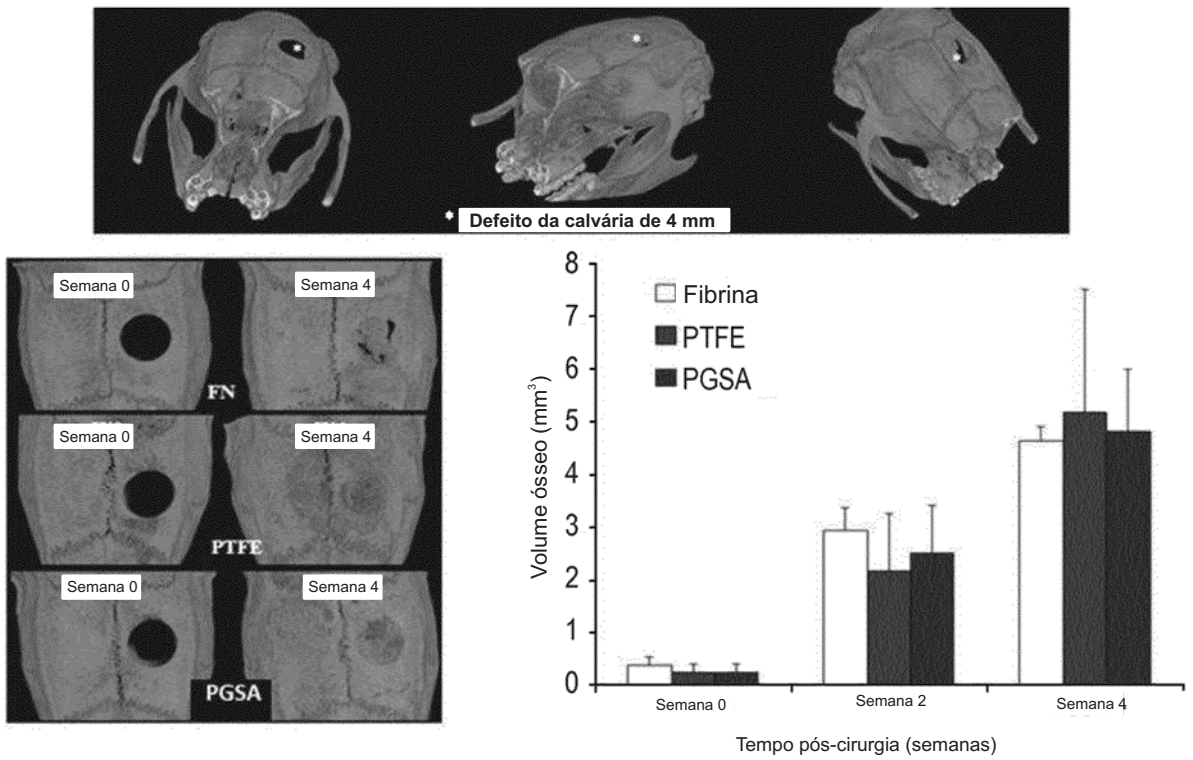 * Defeito da calvária de 4 mm
Semana 0
Semana 4
FN
Semana 0
Semana 4
PTFE
Semana 0
Semana 4
PGSA
8
7
6
5
4
3
2
1
0
Volume ósseo (mm³)
Fibrina
PTFE
PGSA
Semana 0
Semana 2
Semana 4
Tempo pós-cirurgia (semanas)